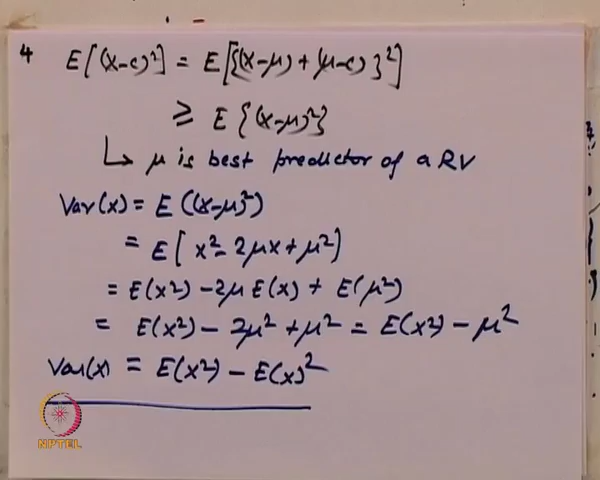 4 E[(x-c)²] = E[{(x-μ) + (μ-c)}²]
≥ E{(x-μ)²}
↳ μ is best predictor of a RV
Var(x) = E((x-μ)²)
= E[x² - 2μx + μ²]
= E(x²) - 2μ E(x) + E(μ²)
= E(x²) - 2μ² + μ² = E(x²) - μ²
Var(x) = E(x²) - E(x)²
NPTEL